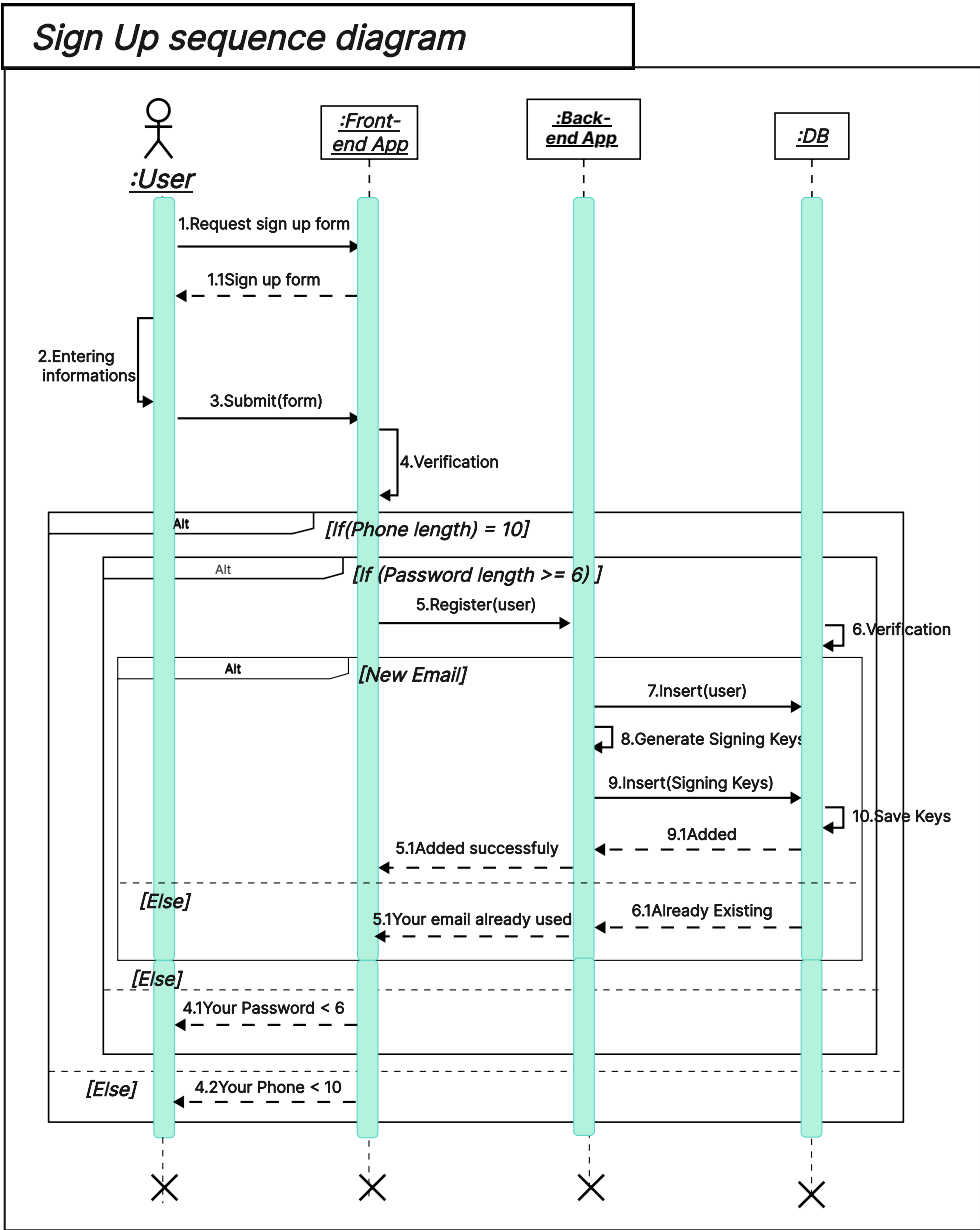 Sign Up sequence diagram
:User
:Front-
end App
:Back-
end App
:DB
1.Request sign up form
1.1Sign up form
2.Entering
informations
3.Submit(form)
4.Verification
Alt
[If(Phone length) = 10]
Alt
[If (Password length >= 6) ]
5.Register(user)
6.Verification
Alt
[New Email]
7.Insert(user)
8.Generate Signing Keys
9.Insert(Signing Keys)
10.Save Keys
9.1Added
5.1Added successfuly
[Else]
6.1Already Existing
5.1Your email already used
[Else]
4.1Your Password < 6
[Else]
4.2Your Phone < 10